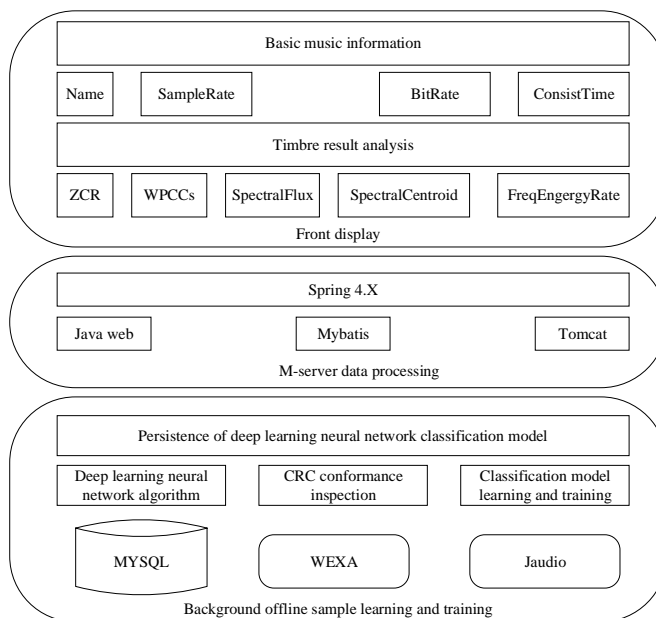 Basic music information
Name SampleRate BitRate ConsistTime
Timbre result analysis
ZCR WPCCs SpectralFlux SpectralCentroid FreqEngergyRate
Front display
Spring 4.X
Java web Mybatis Tomcat
M-server data processing
Persistence of deep learning neural network classification model
Deep learning neural
network algorithm
CRC conformance
inspection
Classification model
learning and training
MYSQL WEXA Jaudio
Background offline sample learning and training